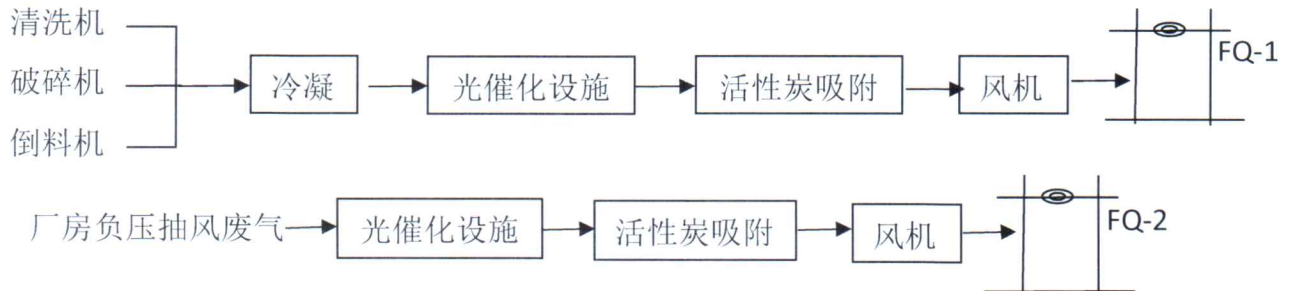 清洗机
破碎机
倒料机
冷凝
光催化设施
活性炭吸附
风机
FQ-1
厂房负压抽风废气
光催化设施
活性炭吸附
风机
FQ-2